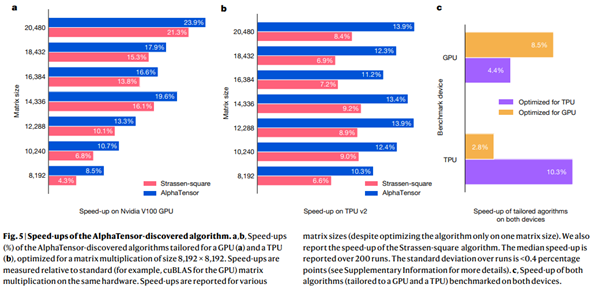 a
Matrix size
20,480
23.9%
21.3%
18,432
17.9%
15.3%
16,384
16.6%
13.8%
14,336
19.6%
16.1%
12,288
13.3%
10.1%
10,240
10.7%
6.8%
8,192
8.5%
4.3%
Strassen-square
AlphaTensor
Speed-up on Nvidia V100 GPU
b
Matrix size
20,480
13.9%
8.4%
18,432
12.3%
6.9%
16,384
11.2%
7.2%
14,336
13.4%
9.2%
12,288
13.9%
8.9%
10,240
12.4%
9.0%
8,192
10.3%
6.6%
Strassen-square
AlphaTensor
Speed-up on TPU v2
c
Benchmark device
GPU
8.5%
4.4%
Optimized for TPU
Optimized for GPU
TPU
2.8%
10.3%
Speed-up of tailored agorithms
on both devices
Fig. 5 | Speed-ups of the AlphaTensor-discovered algorithm. a,b, Speed-ups
(%) of the AlphaTensor-discovered algorithms tailored for a GPU (a) and a TPU
(b), optimized for a matrix multiplication of size 8,192 × 8,192. Speed-ups are
measured relative to standard (for example, cuBLAS for the GPU) matrix
multiplication on the same hardware. Speed-ups are reported for various
matrix sizes (despite optimizing the algorithm only on one matrix size). We also
report the speed-up of the Strassen-square algorithm. The median speed-up is
reported over 200 runs. The standard deviation over runs is <0.4 percentage
points (see Supplementary Information for more details). c, Speed-up of both
algorithms (tailored to a GPU and a TPU) benchmarked on both devices.